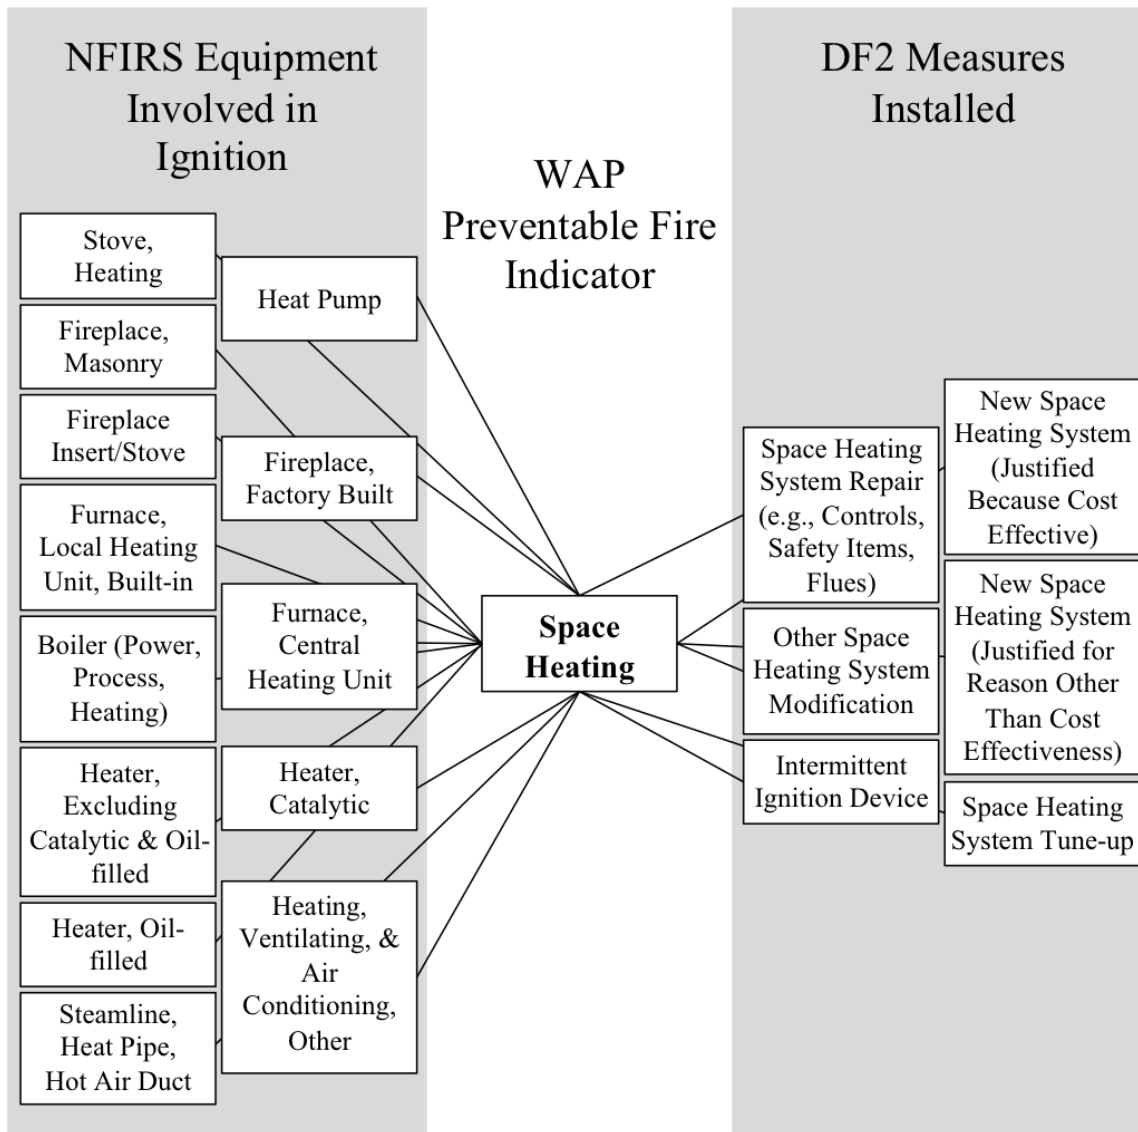 NFIRS Equipment
Involved in
Ignition
WAP
Preventable Fire
Indicator
DF2 Measures
Installed
Stove,
Heating
Fireplace,
Masonry
Fireplace
Insert/Stove
Furnace,
Local Heating
Unit, Built-in
Boiler (Power,
Process,
Heating)
Heater,
Excluding
Catalytic & Oil-
filled
Heater, Oil-
filled
Steamline,
Heat Pipe,
Hot Air Duct
Heat Pump
Fireplace,
Factory Built
Furnace,
Central
Heating Unit
Heater,
Catalytic
Heating,
Ventilating, &
Air
Conditioning,
Other
Space
Heating
Space Heating
System Repair
(e.g., Controls,
Safety Items,
Flues)
Other Space
Heating System
Modification
Intermittent
Ignition Device
New Space
Heating System
(Justified
Because Cost
Effective)
New Space
Heating System
(Justified for
Reason Other
Than Cost
Effectiveness)
Space Heating
System Tune-up